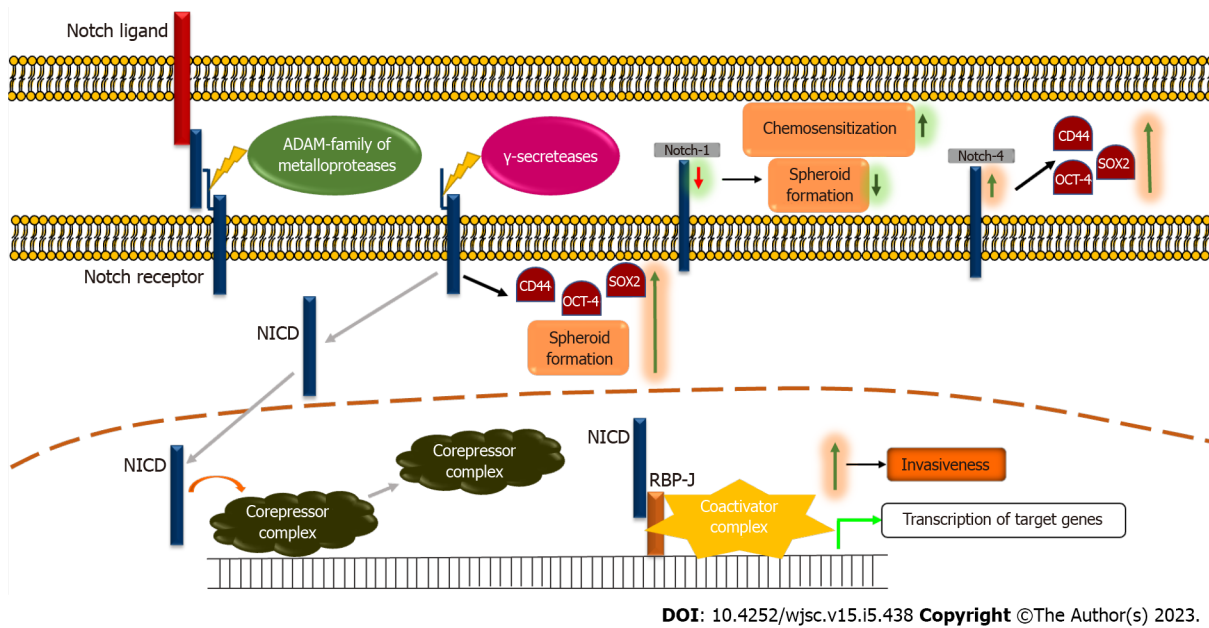 Notch ligand
ADAM-family of
metalloproteases
γ-secreteases
Notch-1
Chemosensitization
Spheroid
formation
Notch-4
CD44
OCT-4
SOX2
Notch receptor
CD44
OCT-4
SOX2
Spheroid
formation
NICD
NICD
Corepressor
complex
Corepressor
complex
NICD
RBP-J
Coactivator
complex
Invasiveness
Transcription of target genes
DOI: 10.4252/wjsc.v15.i5.438 Copyright ©The Author(s) 2023.